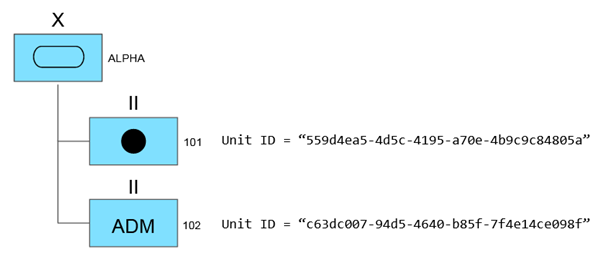 X
ALPHA
II
101 Unit ID = “559d4ea5-4d5c-4195-a70e-4b9c9c84805a”
II
ADM 102 Unit ID = “c63dc007-94d5-4640-b85f-7f4e14ce098f”